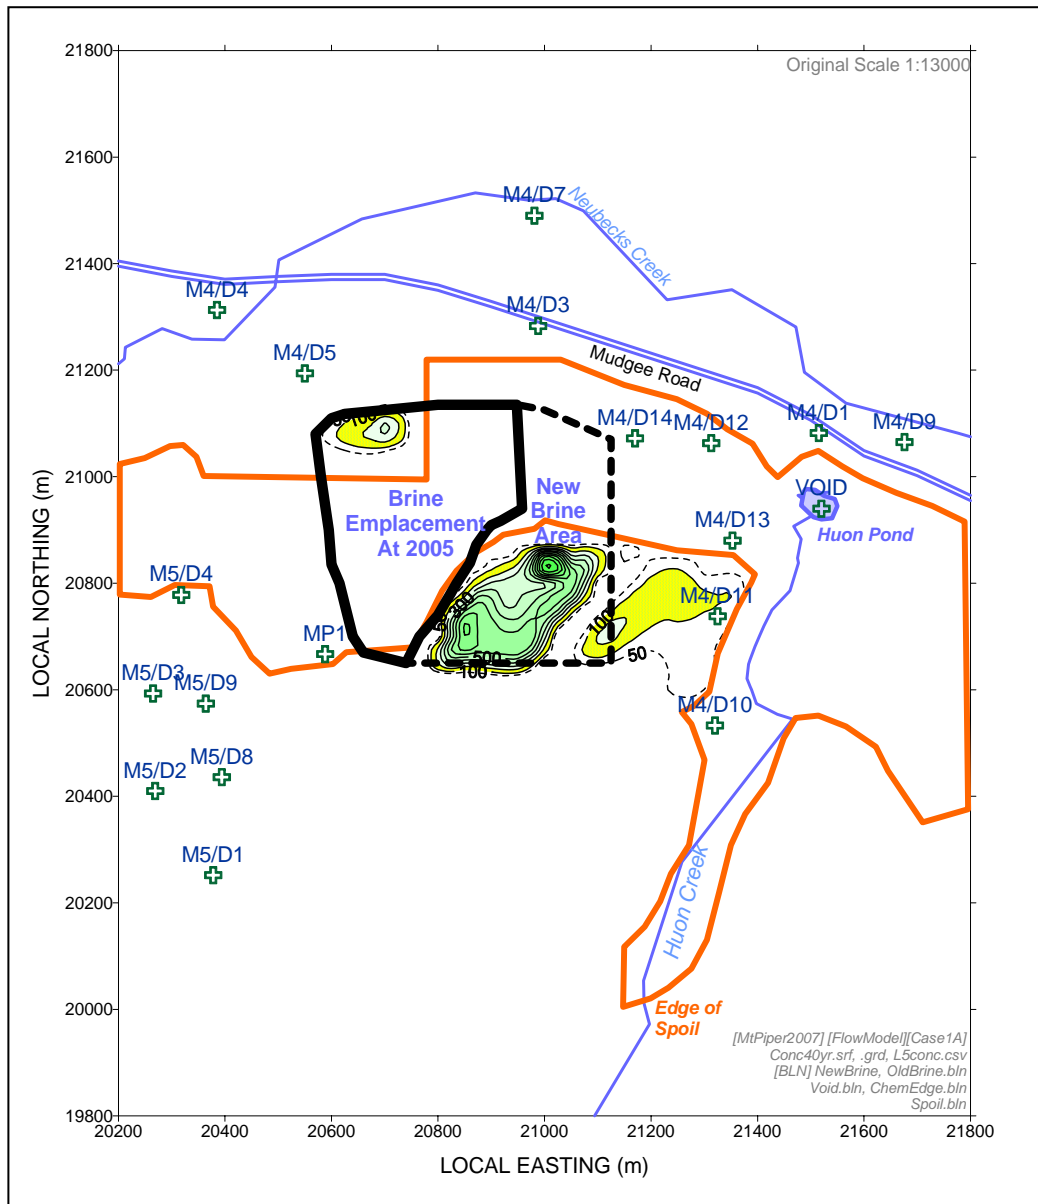 21800
Original Scale 1:13000
21600
M4/D7
Neubecks Creek
21400
M4/D4
M4/D3
21200
M4/D5
Mudgee Road
M4/D14
M4/D12
M4/D1
M4/D9
21000
Brine
Emplacement
At 2005
New
Brine
Area
VOID
Huon Pond
M4/D13
20800
M5/D4
300
M4/D11
100
MP1
500
100
50
20600
M5/D3
M5/D9
M4/D10
M5/D8
M5/D2
20400
M5/D1
Huon Creek
20200
20000
Edge of
Spoil
[MtPiper2007] [FlowModel][Case1A]
Conc40yr.srf, .grd, L5conc.csv
[BLN] NewBrine, OldBrine.bln
Void.bln, ChemEdge.bln
Spoil.bln
19800
20200 20400 20600 20800 21000 21200 21400 21600 21800
LOCAL EASTING (m)
LOCAL NORTHING (m)